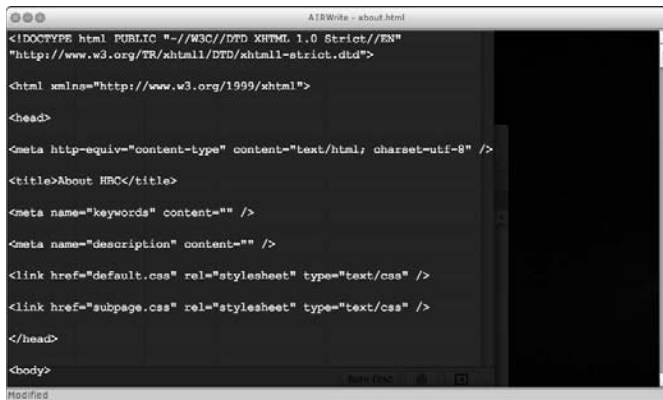 AIRWrite - about.html
<!DOCTYPE html PUBLIC "-//W3C//DTD XHTML 1.0 Strict//EN"
"http://www.w3.org/TR/xhtml1/DTD/xhtml1-strict.dtd">
<html xmlns="http://www.w3.org/1999/xhtml">
<head>
<meta http-equiv="content-type" content="text/html; charset=utf-8" />
<title>About HBC</title>
<meta name="keywords" content="" />
<meta name="description" content="" />
<link href="default.css" rel="stylesheet" type="text/css" />
<link href="subpage.css" rel="stylesheet" type="text/css" />
</head>
<body>
Modified